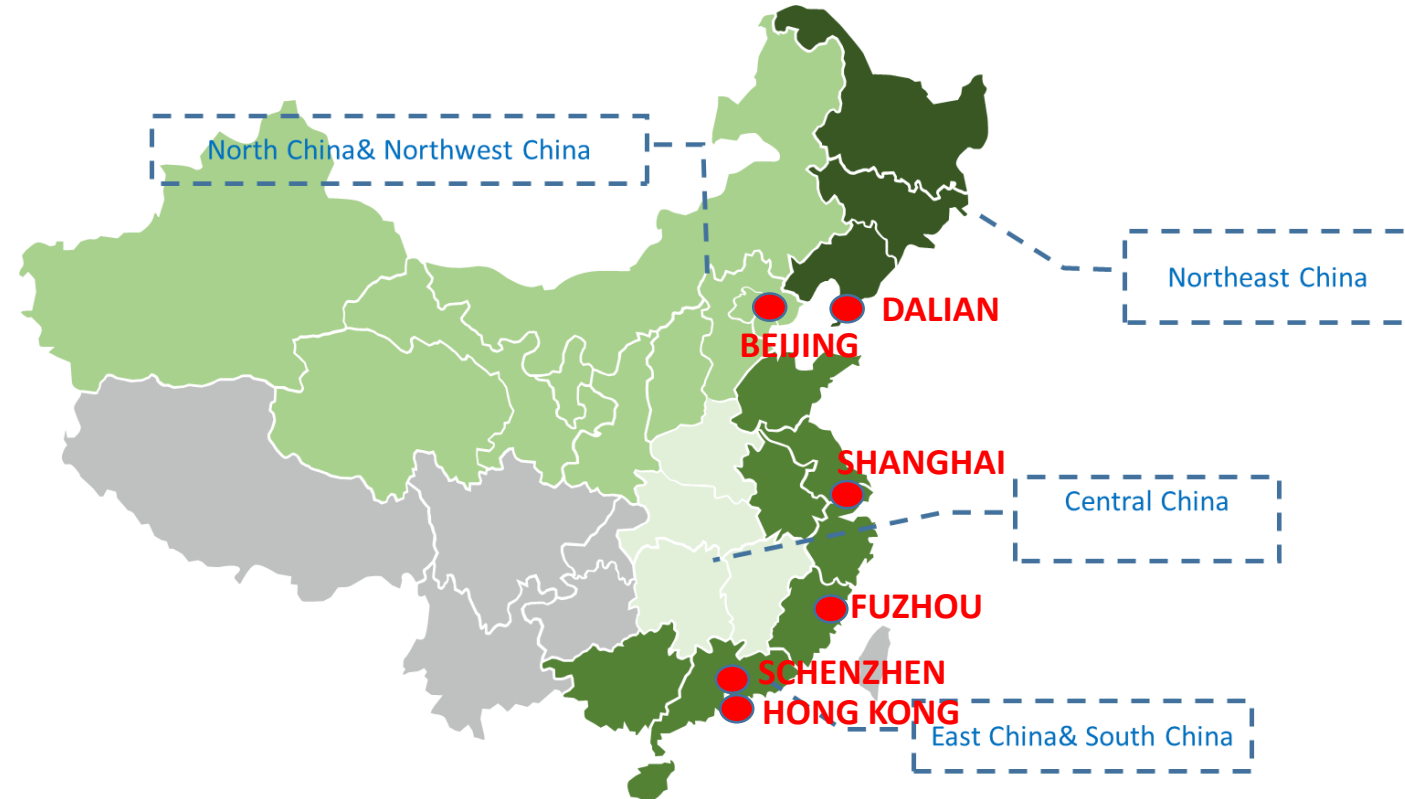 North China& Northwest China
Northeast China
DALIAN
BEIJING
SHANGHAI
Central China
FUZHOU
SCHENZHEN
HONG KONG
East China& South China